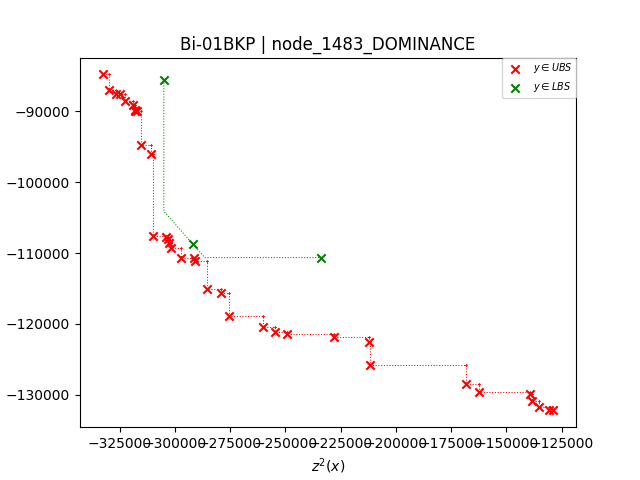 Bi-01BKP | node_1483_DOMINANCE
y ∈ UBS
y ∈ LBS
−90000
−100000
−110000
−120000
−130000
−325000−300000−275000−250000−225000−200000−175000−150000−125000
z²(x)